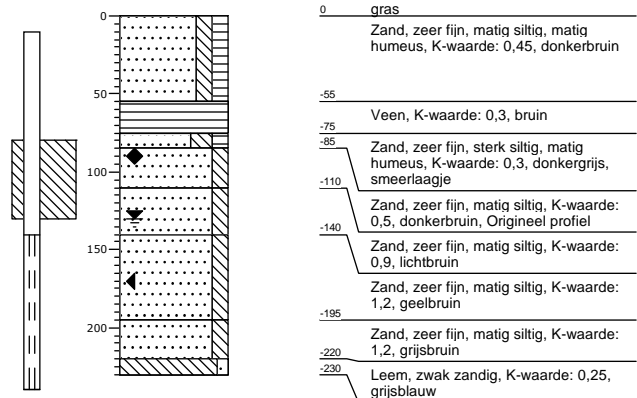 0
50
100
150
200
0 gras
Zand, zeer fijn, matig siltig, matig
humeus, K-waarde: 0,45, donkerbruin
-55
Veen, K-waarde: 0,3, bruin
-75
-85
Zand, zeer fijn, sterk siltig, matig
humeus, K-waarde: 0,3, donkergrijs,
smeerlaagje
-110
Zand, zeer fijn, matig siltig, K-waarde:
0,5, donkerbruin, Origineel profiel
-140
Zand, zeer fijn, matig siltig, K-waarde:
0,9, lichtbruin
Zand, zeer fijn, matig siltig, K-waarde:
1,2, geelbruin
-195
Zand, zeer fijn, matig siltig, K-waarde:
1,2, grijsbruin
-220
-230
Leem, zwak zandig, K-waarde: 0,25,
grijsblauw